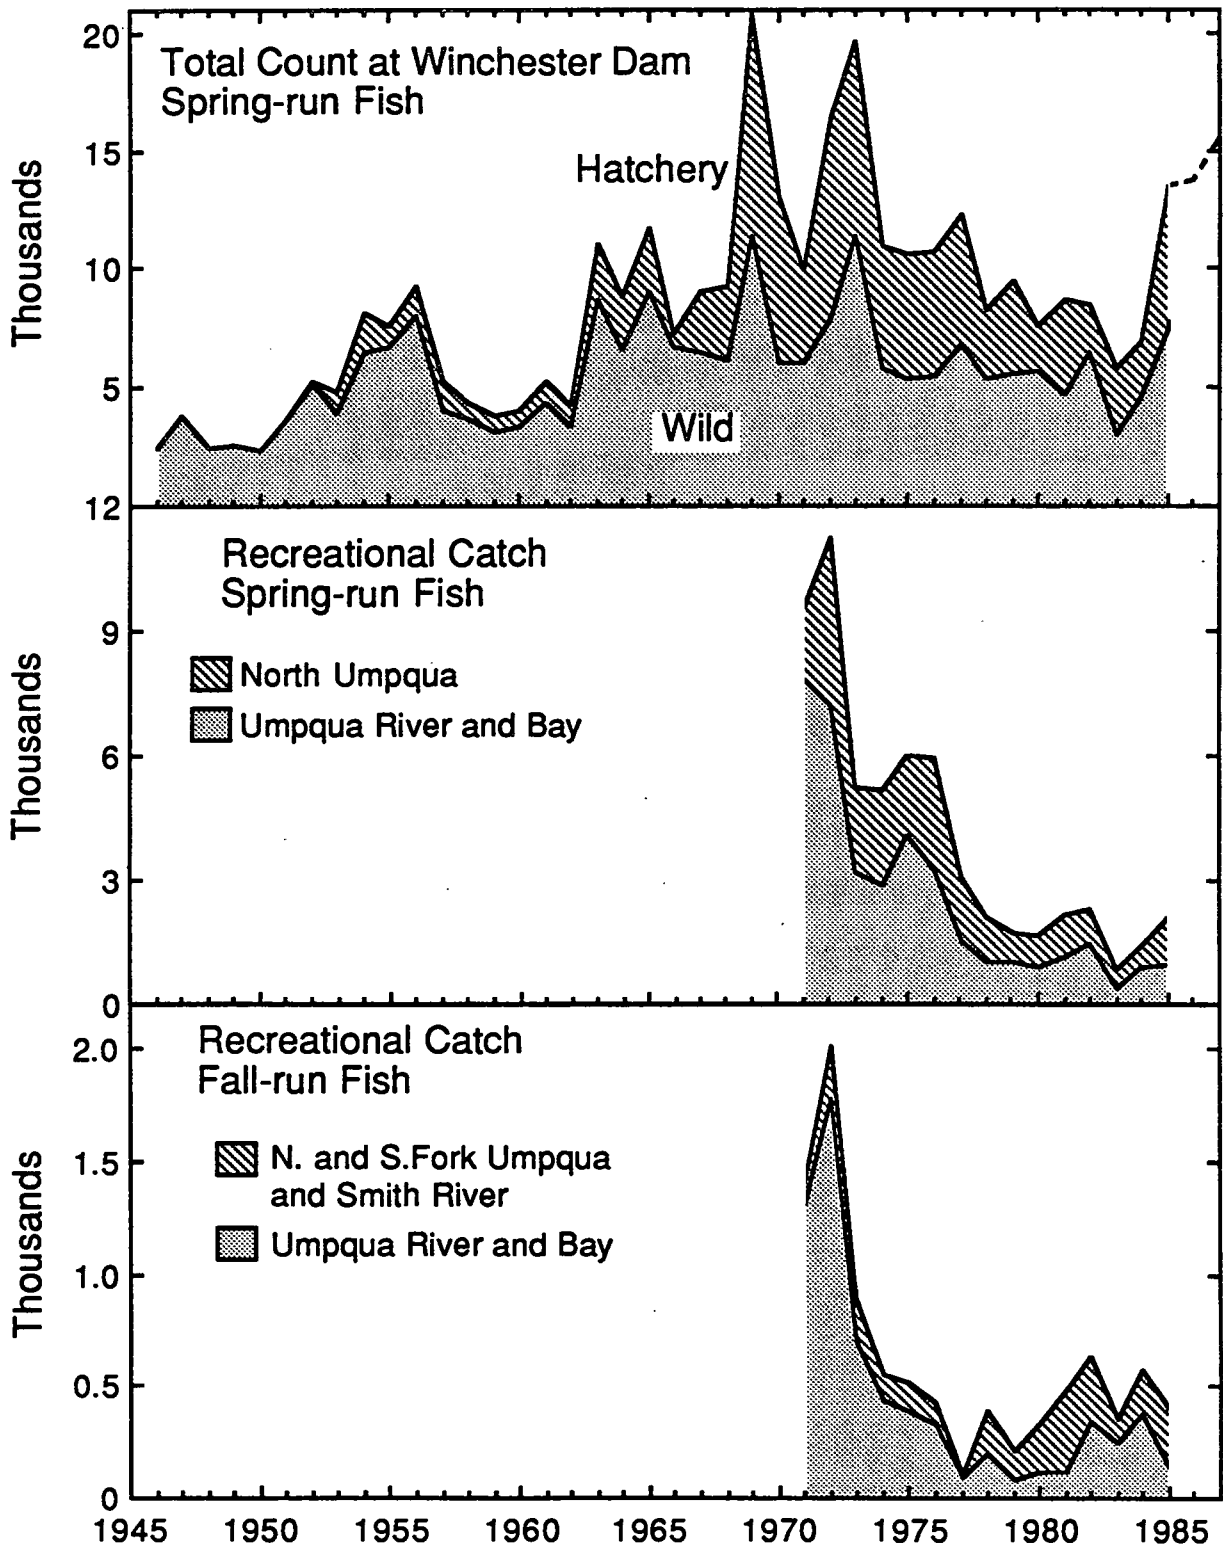 Total Count at Winchester Dam
Spring-run Fish
Hatchery
Wild
Thousands
20
15
10
5
12
Recreational Catch
Spring-run Fish
North Umpqua
Umpqua River and Bay
Thousands
9
6
3
0
Recreational Catch
Fall-run Fish
N. and S.Fork Umpqua
and Smith River
Umpqua River and Bay
Thousands
2.0
1.5
1.0
0.5
0
1945 1950 1955 1960 1965 1970 1975 1980 1985